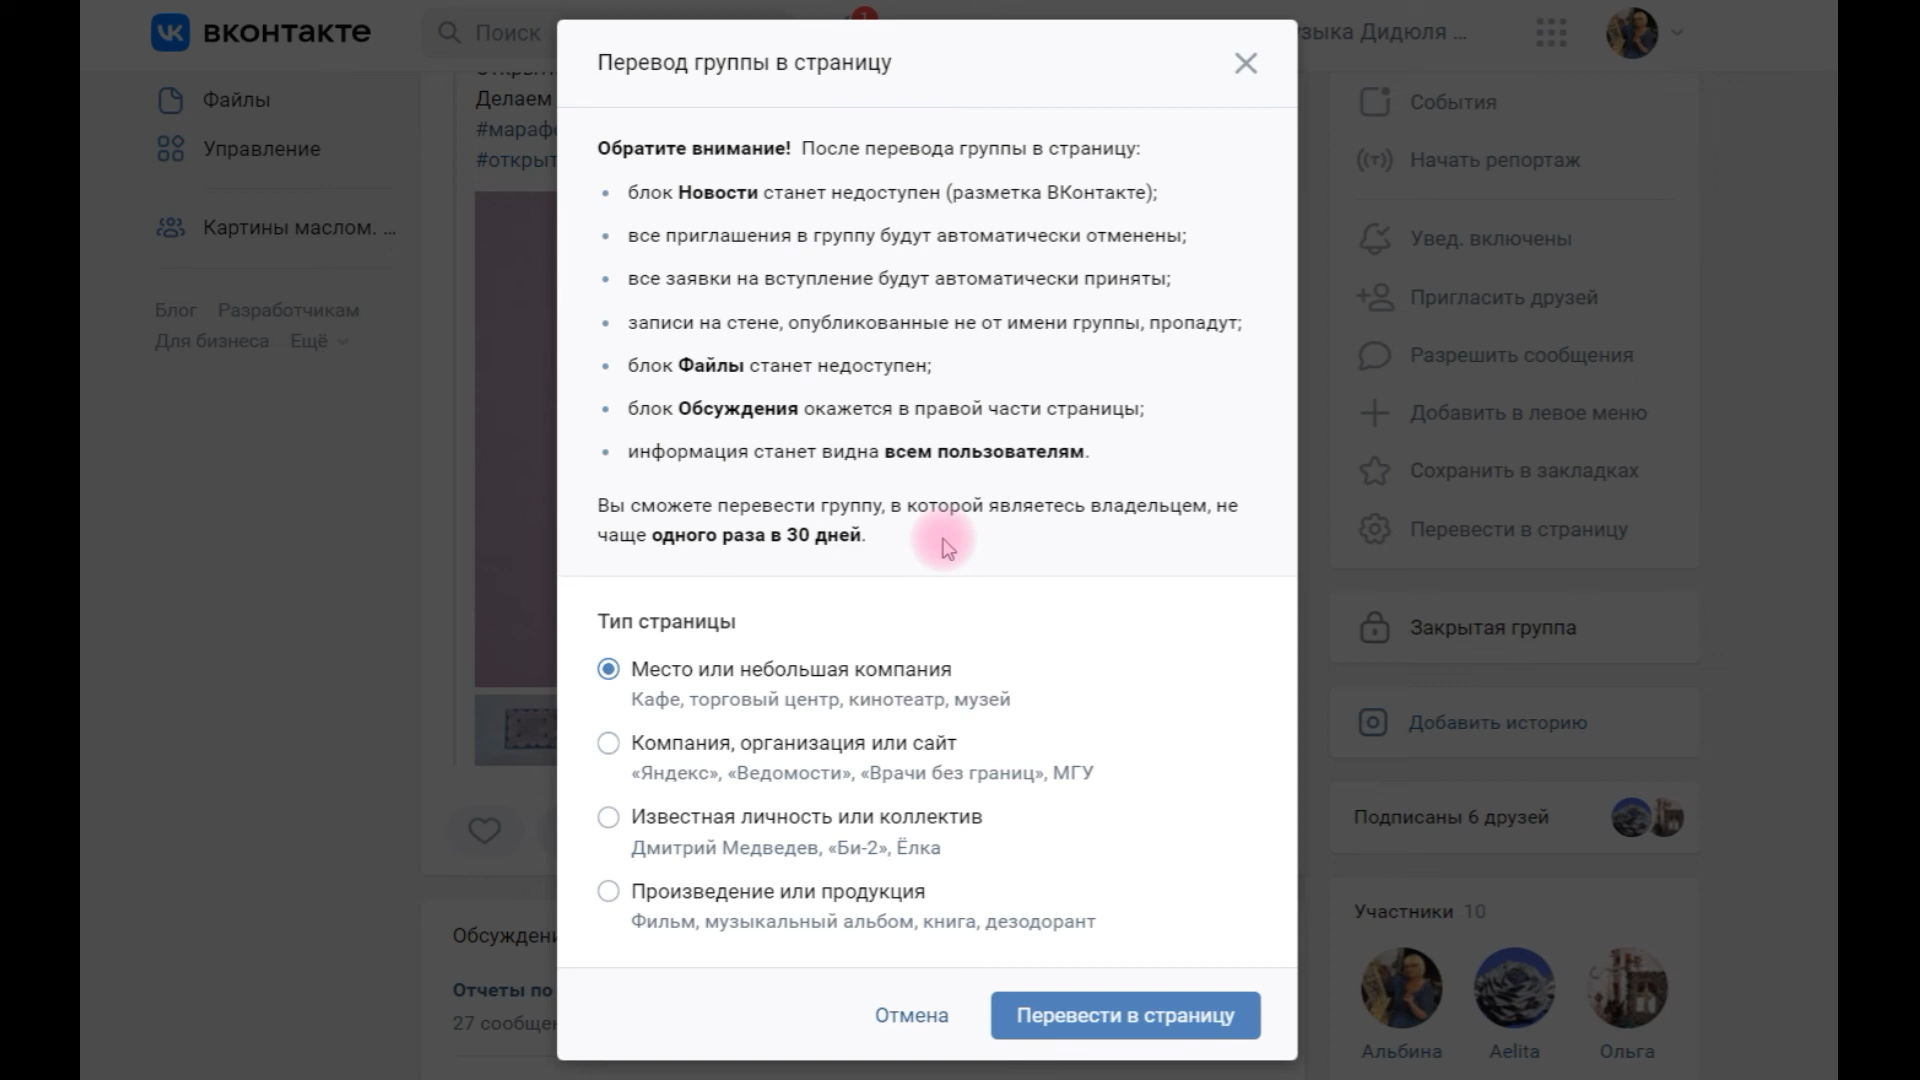 вконтакте
Поиск
1
зыка Дидюля ...
Файлы
Управление
Картины маслом. ...
Блог Разработчикам
Для бизнеса Ещё
Делаем
#мараф
#открыт
Обсуждени
Отчеты по
27 сообщен
Перевод группы в страницу
Обратите внимание! После перевода группы в страницу:
• блок Новости станет недоступен (разметка ВКонтакте);
• все приглашения в группу будут автоматически отменены;
• все заявки на вступление будут автоматически приняты;
• записи на стене, опубликованные не от имени группы, пропадут;
• блок Файлы станет недоступен;
• блок Обсуждения окажется в правой части страницы;
• информация станет видна всем пользователям.
Вы сможете перевести группу, в которой являетесь владельцем, не
чаще одного раза в 30 дней.
Тип страницы
Место или небольшая компания
Кафе, торговый центр, кинотеатр, музей
Компания, организация или сайт
«Яндекс», «Ведомости», «Врачи без границ», МГУ
Известная личность или коллектив
Дмитрий Медведев, «Би-2», Ёлка
Произведение или продукция
Фильм, музыкальный альбом, книга, дезодорант
Отмена
Перевести в страницу
События
Начать репортаж
Увед. включены
Пригласить друзей
Разрешить сообщения
Добавить в левое меню
Сохранить в закладках
Перевести в страницу
Закрытая группа
Добавить историю
Подписаны 6 друзей
Участники 10
Альбина Aelita Ольга